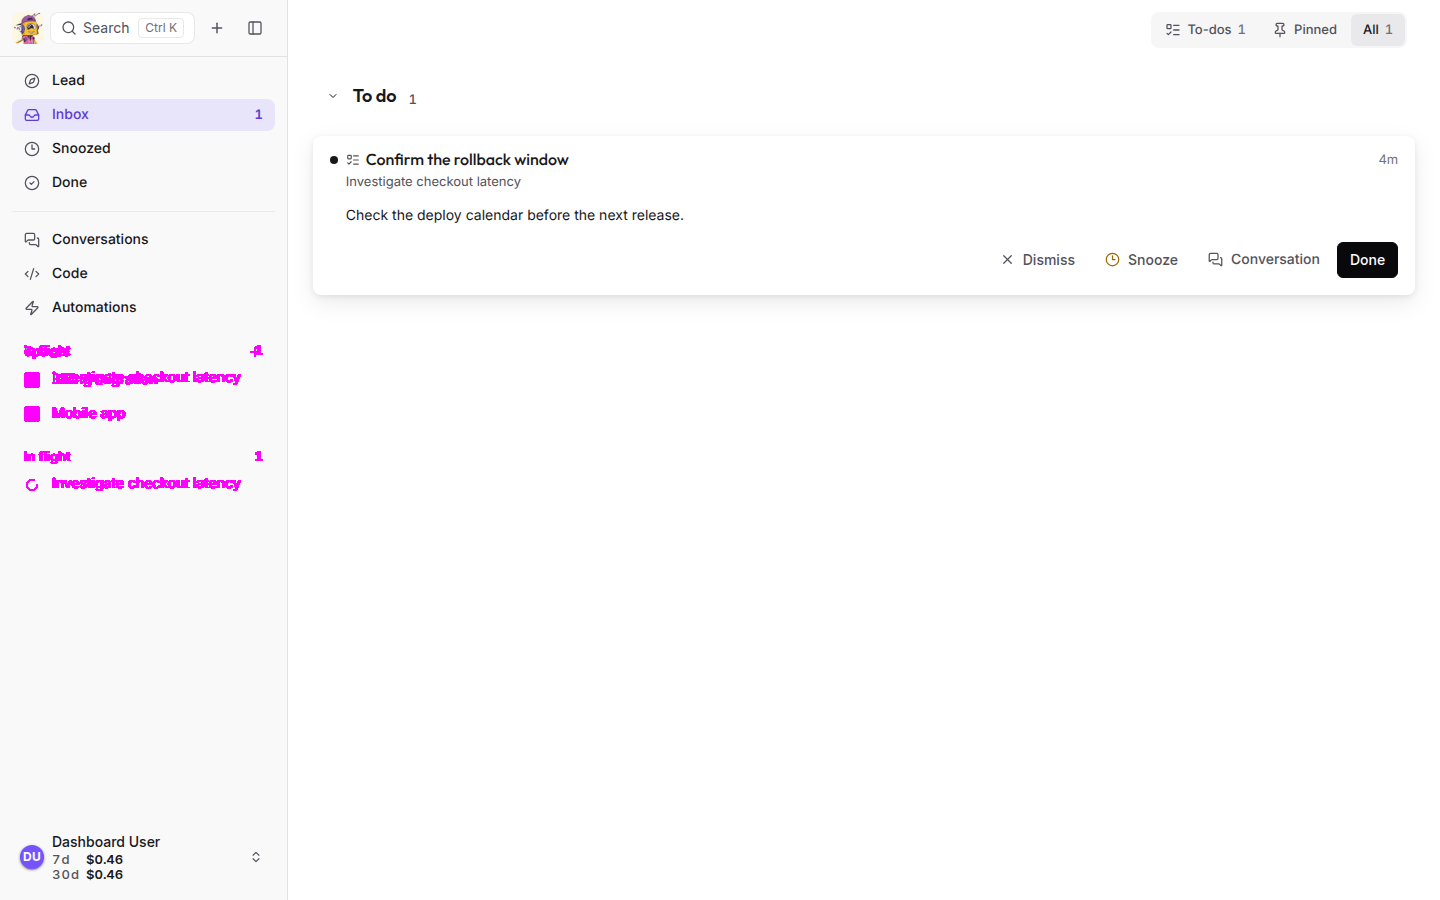 Search Ctrl K
Lead
Inbox 1
Snoozed
Done
Conversations
Code
Automations
Mobile app
In flight 1
Investigate checkout latency
Dashboard User
DU
7d $0.46
30d $0.46
To-dos 1
Pinned
All 1
To do 1
Confirm the rollback window 4m
Investigate checkout latency
Check the deploy calendar before the next release.
Dismiss
Snooze
Conversation
Done